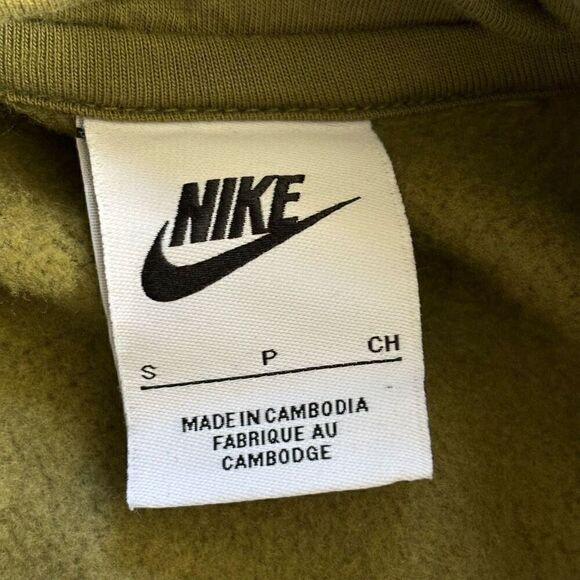 NIKE
S P CH
MADE IN CAMBODIA
FABRIQUE AU
CAMBODGE